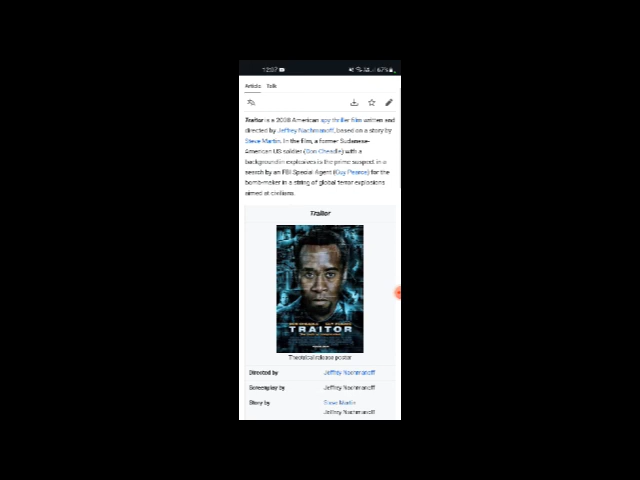 12:07
67%
Article Talk
Traitor is a 2008 American spy thriller film written and
directed by Jeffrey Nachmanoff, based on a story by
Steve Martin. In the film, a former Sudanese-
American US soldier (Don Cheadle) with a
background in explosives is the prime suspect in a
search by an FBI Special Agent (Guy Pearce) for the
bomb-maker in a string of global terror explosions
aimed at civilians.
Traitor
TRAITOR
Theatrical release poster
Directed by Jeffrey Nachmanoff
Screenplay by Jeffrey Nachmanoff
Story by Steve Martin
Jeffrey Nachmanoff